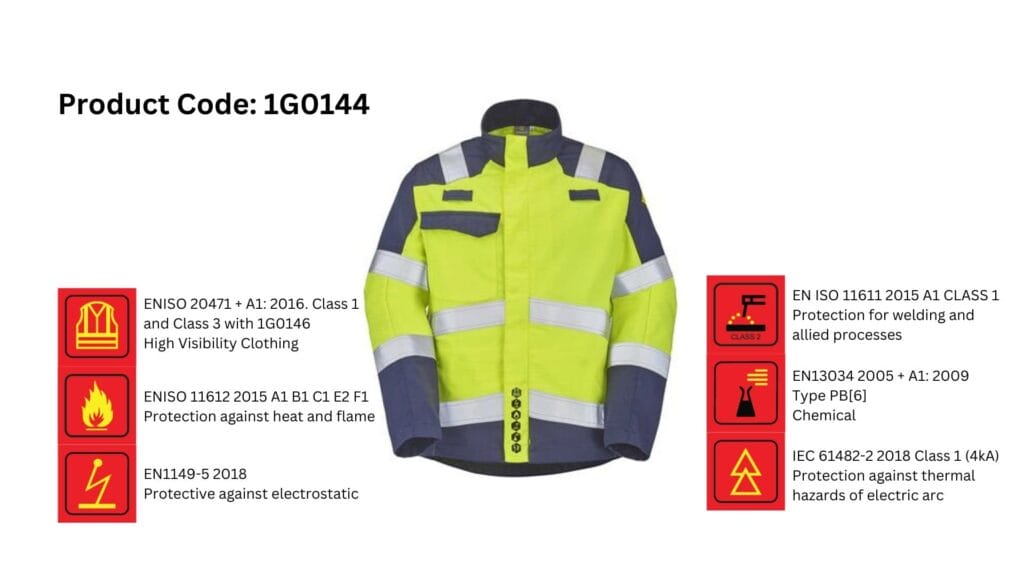 Product Code: 1G0144
ENISO 20471 + A1: 2016. Class 1
and Class 3 with 1G0146
High Visibility Clothing
ENISO 11612 2015 A1 B1 C1 E2 F1
Protection against heat and flame
EN1149-5 2018
Protective against electrostatic
EN ISO 11611 2015 A1 CLASS 1
Protection for welding and
allied processes
CLASS 2
EN13034 2005 + A1: 2009
Type PB[6]
Chemical
IEC 61482-2 2018 Class 1 (4kA)
Protection against thermal
hazards of electric arc